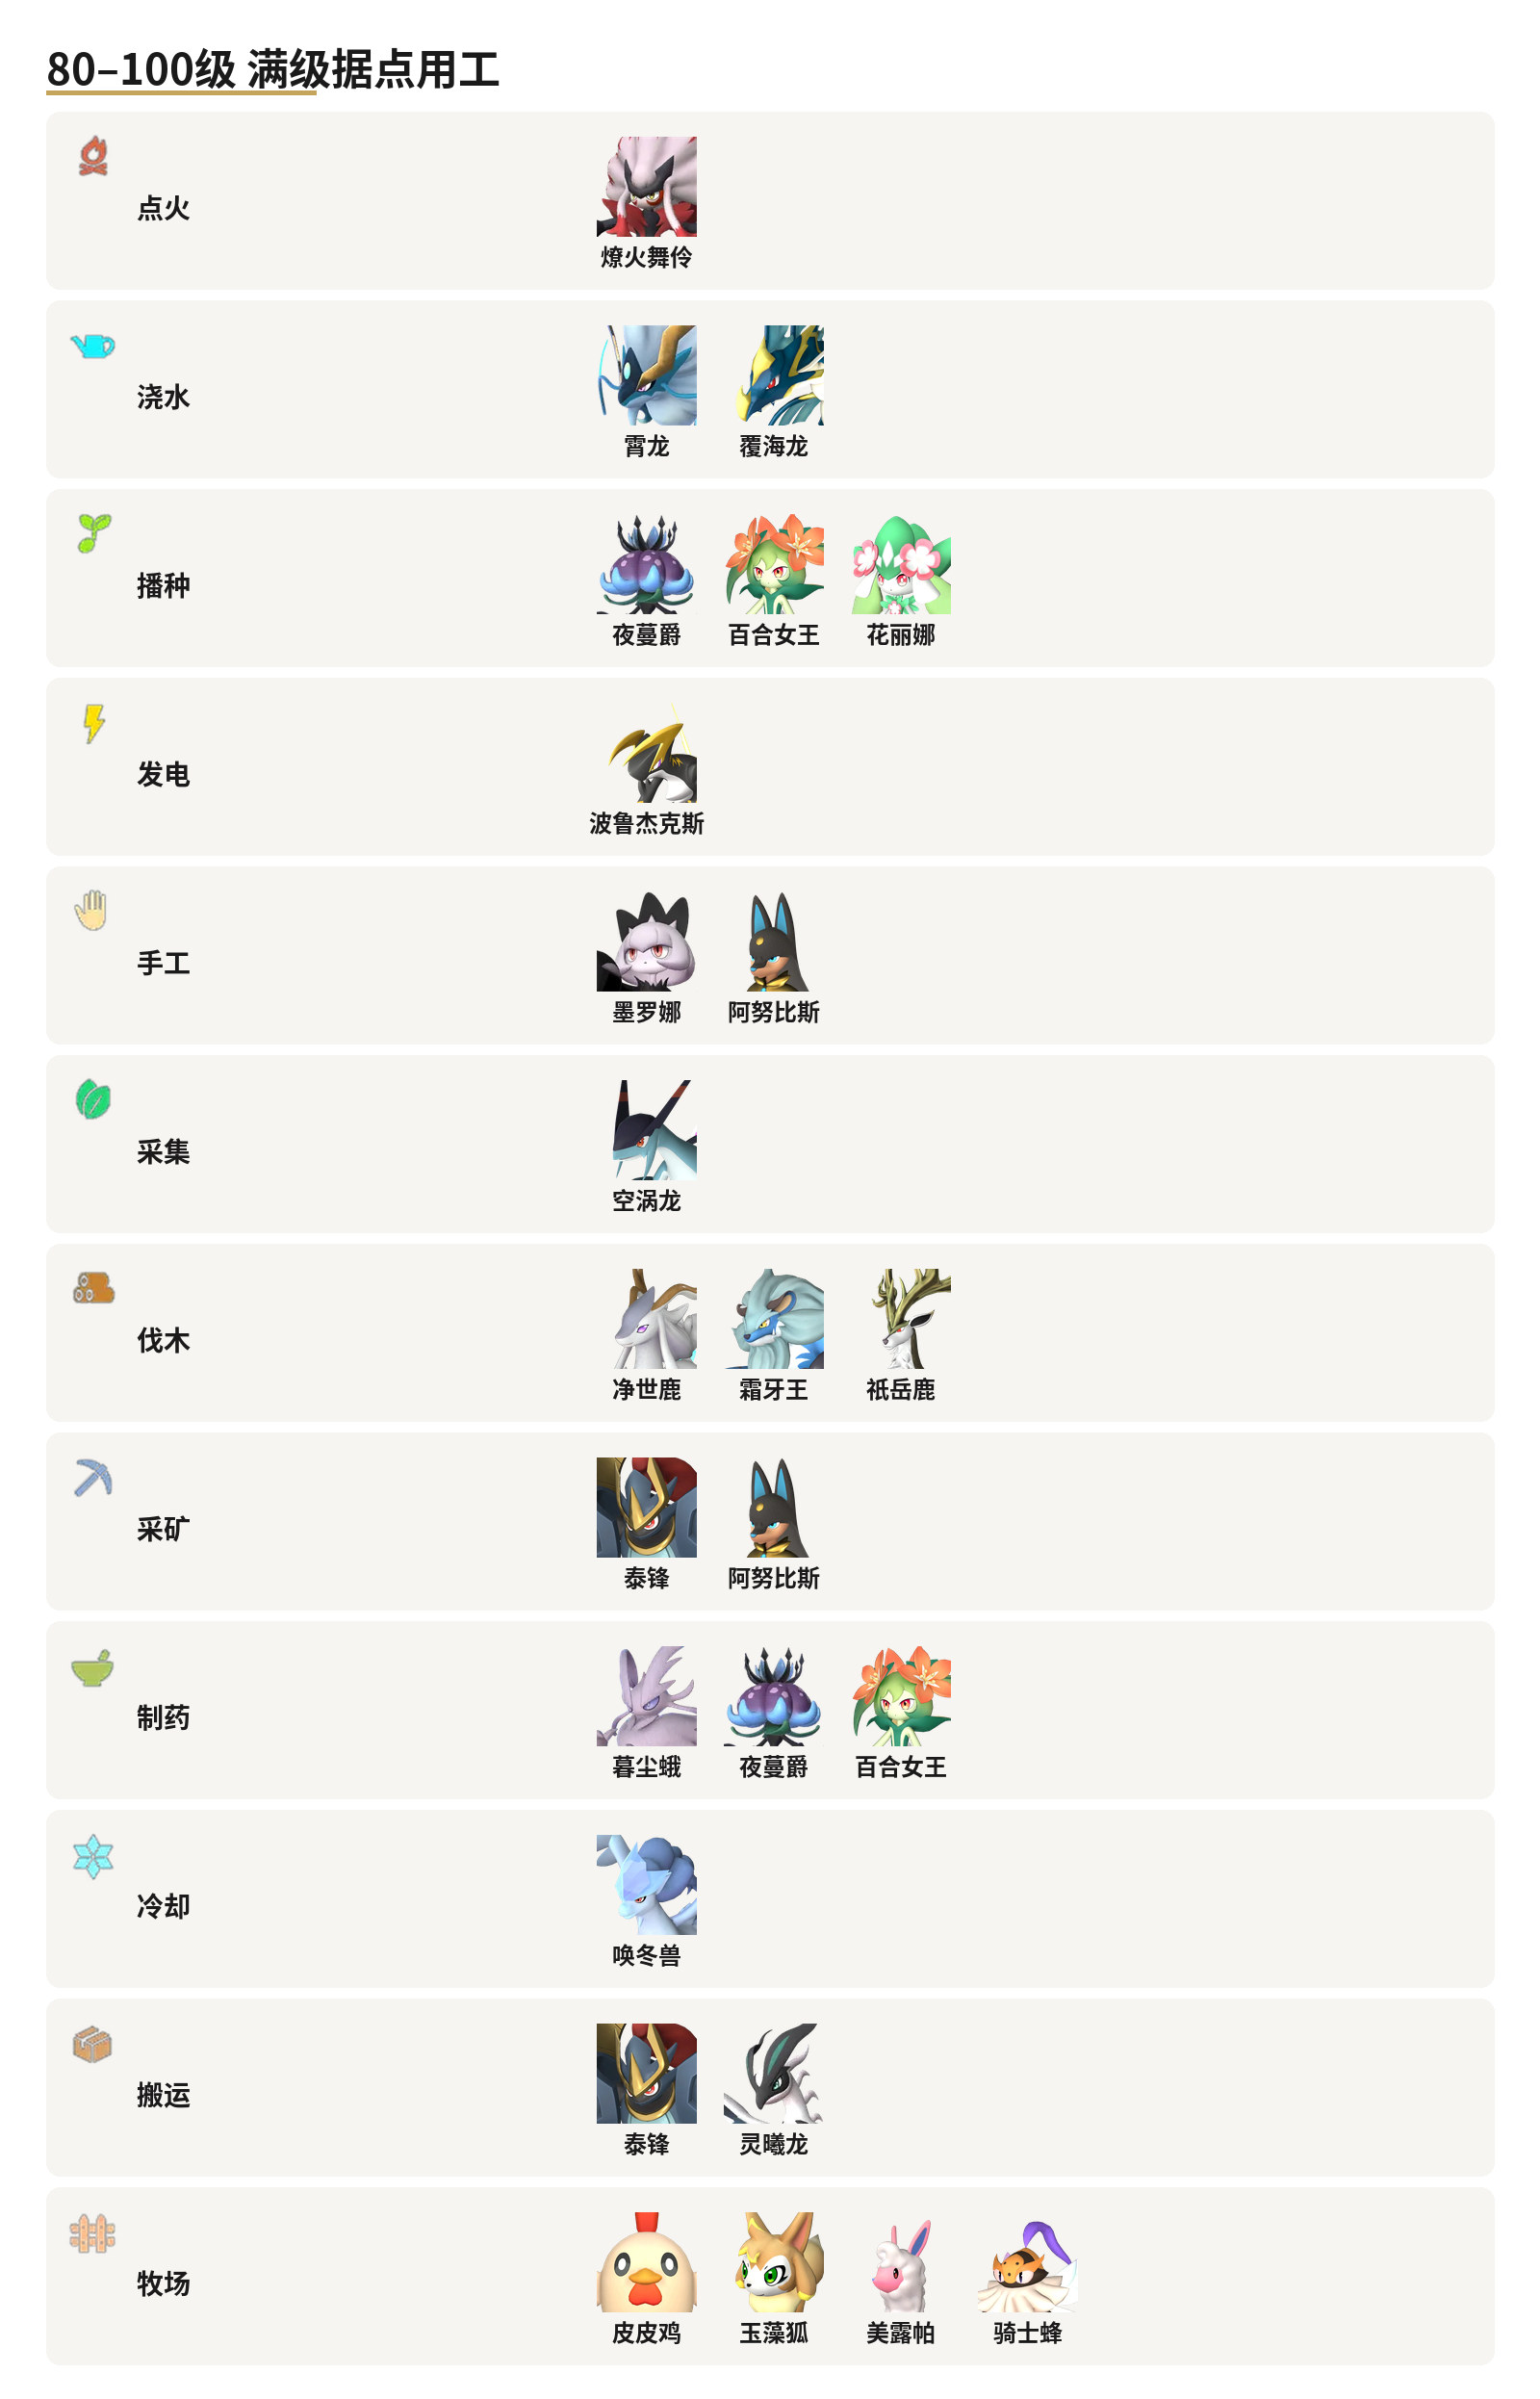 80–100级 满级据点用工
点火
燎火舞伶
浇水
霄龙 覆海龙
播种
夜蔓爵 百合女王 花丽娜
发电
波鲁杰克斯
手工
墨罗娜 阿努比斯
采集
空涡龙
伐木
净世鹿 霜牙王 祇岳鹿
采矿
泰锋 阿努比斯
制药
暮尘蛾 夜蔓爵 百合女王
冷却
唤冬兽
搬运
泰锋 灵曦龙
牧场
皮皮鸡 玉藻狐 美露帕 骑士蜂